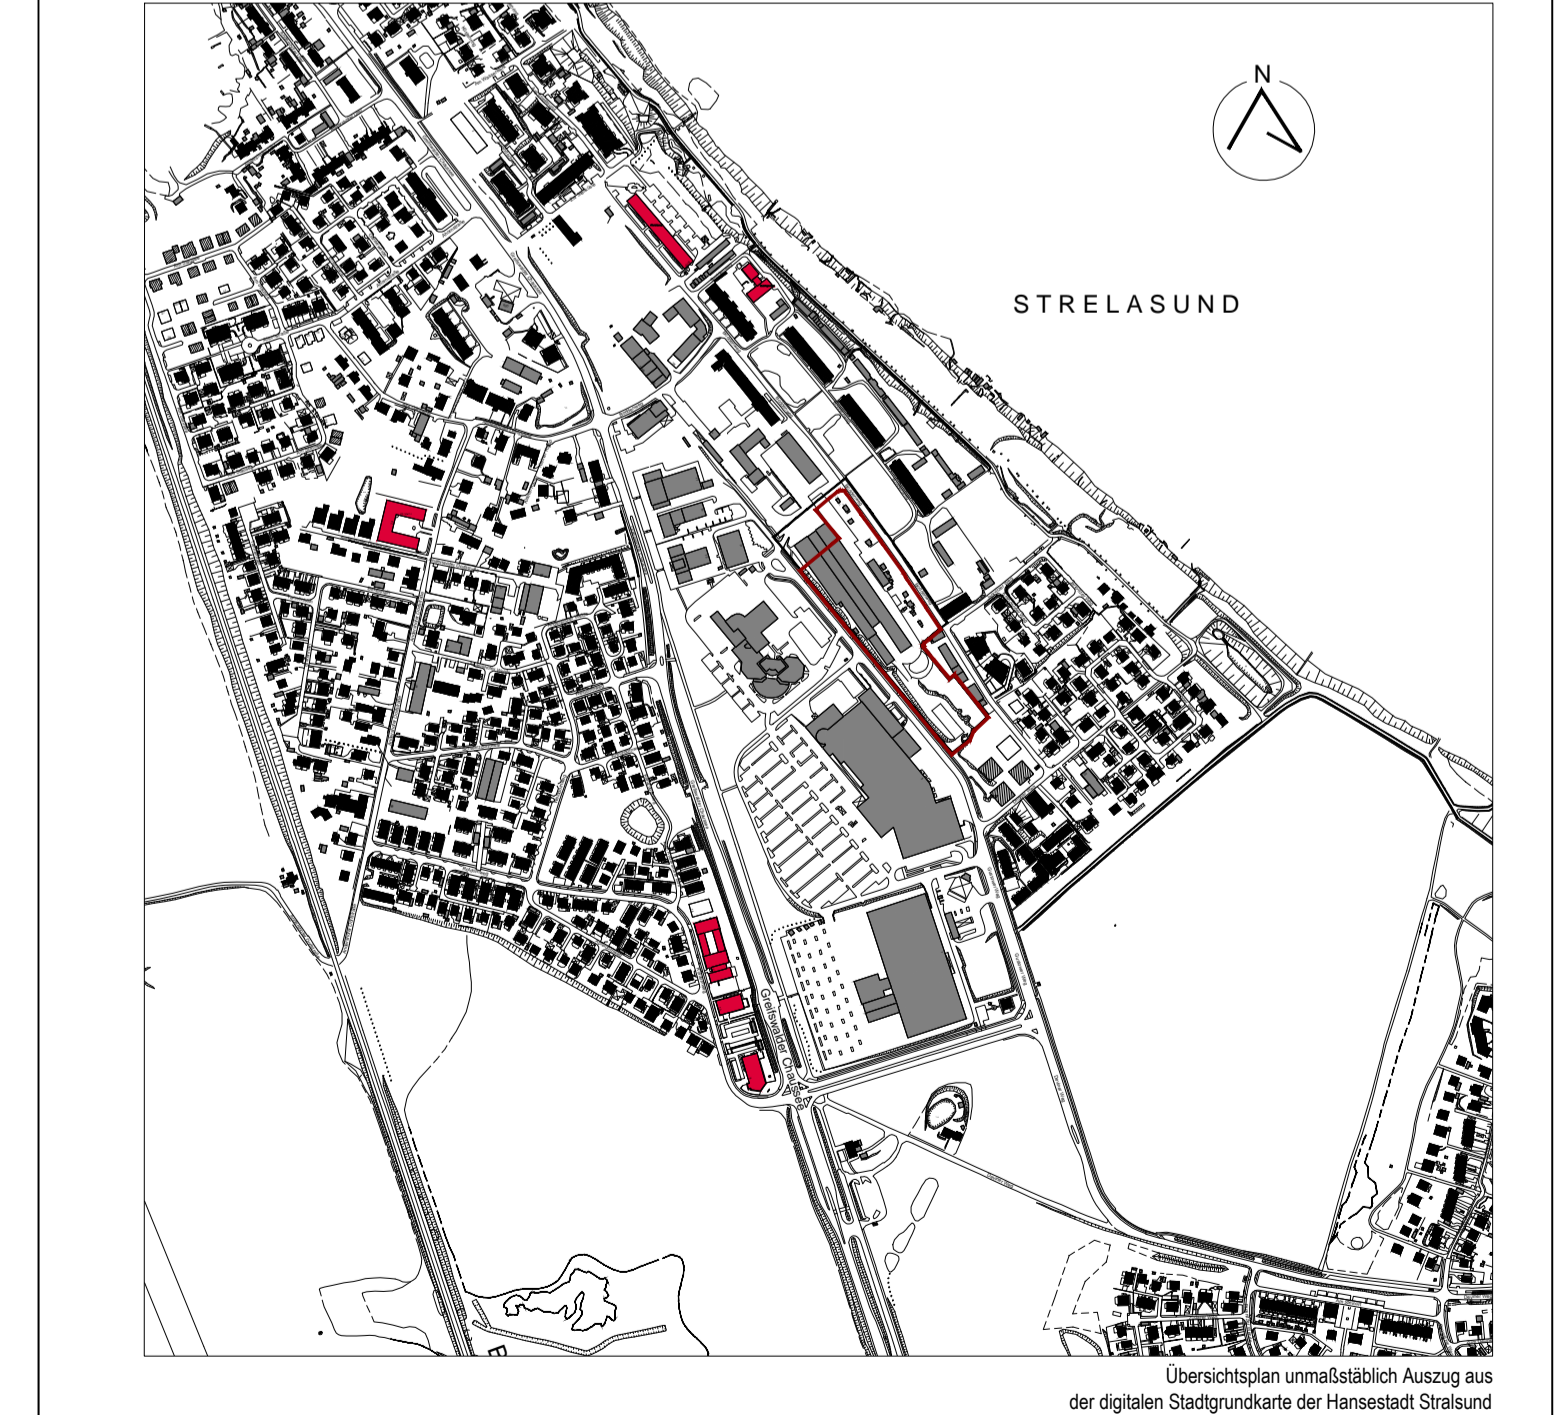 N
STRELASUND
Greifswalder Chaussee
Übersichtsplan unmaßstäblich Auszug aus
der digitalen Stadtgrundkarte der Hansestadt Stralsund